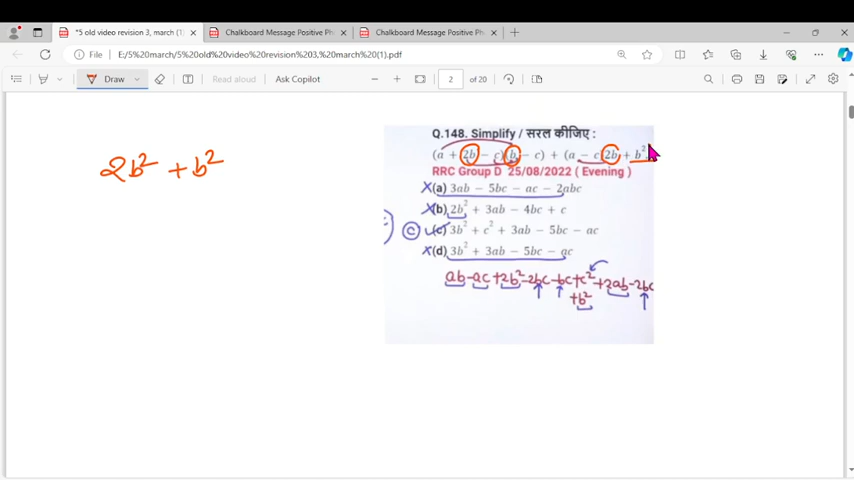 *5 old video revision 3, march (1) Chalkboard Message Positive Ph Chalkboard Message Positive Ph
File E:/5%20march/5%20old%20video%20revision%203,%20march%20(1).pdf
Draw Read aloud Ask Copilot 2 of 20
Q.148. Simplify / सरल कीजिए :
(a + 2b − c)(b − c) + (a − c 2b + b²
RRC Group D 25/08/2022 ( Evening )
X(a) 3ab − 5bc − ac − 2abc
X(b) 2b² + 3ab − 4bc + c
(c) 3b² + c² + 3ab − 5bc − ac
X(d) 3b² + 3ab − 5bc − ac
ab-ac+2b²-2bc-bc+c²+2ab-2bc
+b²
2b² + b²
c